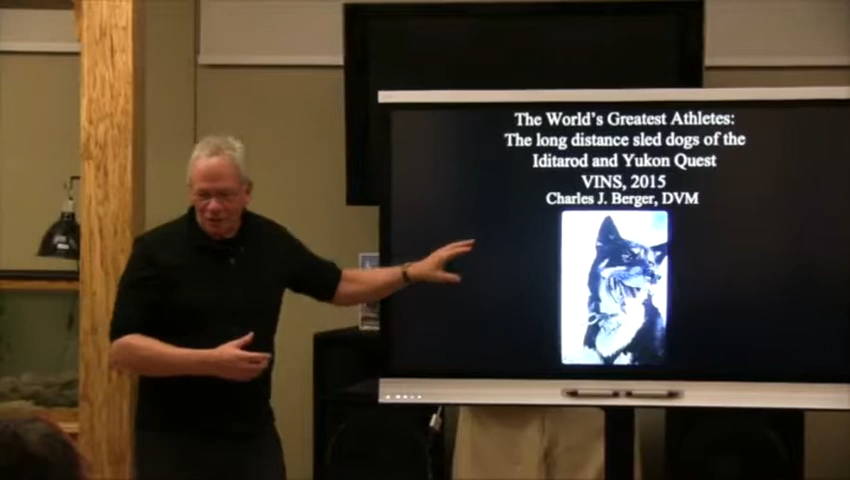 The World's Greatest Athletes:
The long distance sled dogs of the
Iditarod and Yukon Quest
VINS, 2015
Charles J. Berger, DVM